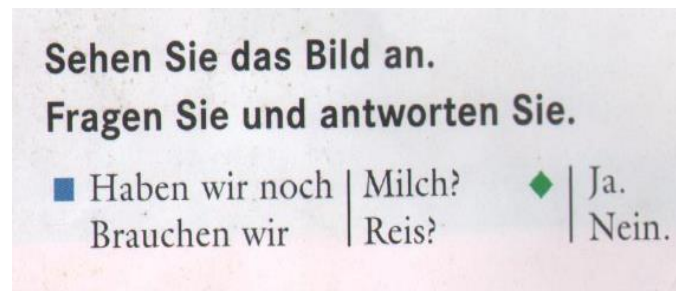 Sehen Sie das Bild an.
Fragen Sie und antworten Sie.
■ Haben wir noch | Milch? ◆ | Ja.
Brauchen wir | Reis? | Nein.